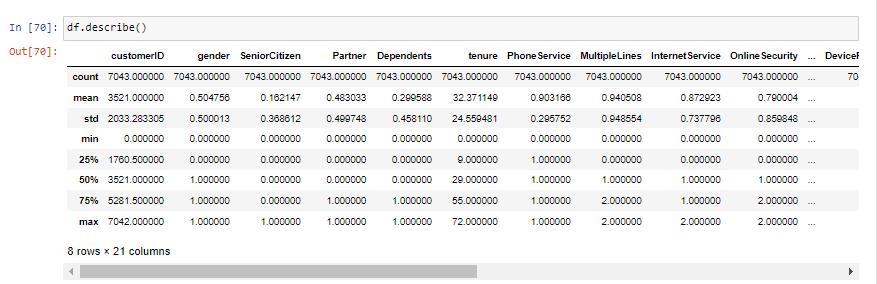 In [70]: df.describe()
Out[70]:
customerID gender SeniorCitizen Partner Dependents tenure PhoneService MultipleLines InternetService OnlineSecurity ... DeviceP
count 7043.000000 7043.000000 7043.000000 7043.000000 7043.000000 7043.000000 7043.000000 7043.000000 7043.000000 7043.000000 ... 70
mean 3521.000000 0.504756 0.162147 0.483033 0.299588 32.371149 0.903166 0.940508 0.872923 0.790004 ...
std 2033.283305 0.500013 0.368612 0.499748 0.458110 24.559481 0.295752 0.948554 0.737796 0.859848 ...
min 0.000000 0.000000 0.000000 0.000000 0.000000 0.000000 0.000000 0.000000 0.000000 0.000000 ...
25% 1760.500000 0.000000 0.000000 0.000000 0.000000 9.000000 1.000000 0.000000 0.000000 0.000000 ...
50% 3521.000000 1.000000 0.000000 0.000000 0.000000 29.000000 1.000000 1.000000 1.000000 1.000000 ...
75% 5281.500000 1.000000 0.000000 1.000000 1.000000 55.000000 1.000000 2.000000 1.000000 2.000000 ...
max 7042.000000 1.000000 1.000000 1.000000 1.000000 72.000000 1.000000 2.000000 2.000000 2.000000 ...
8 rows × 21 columns